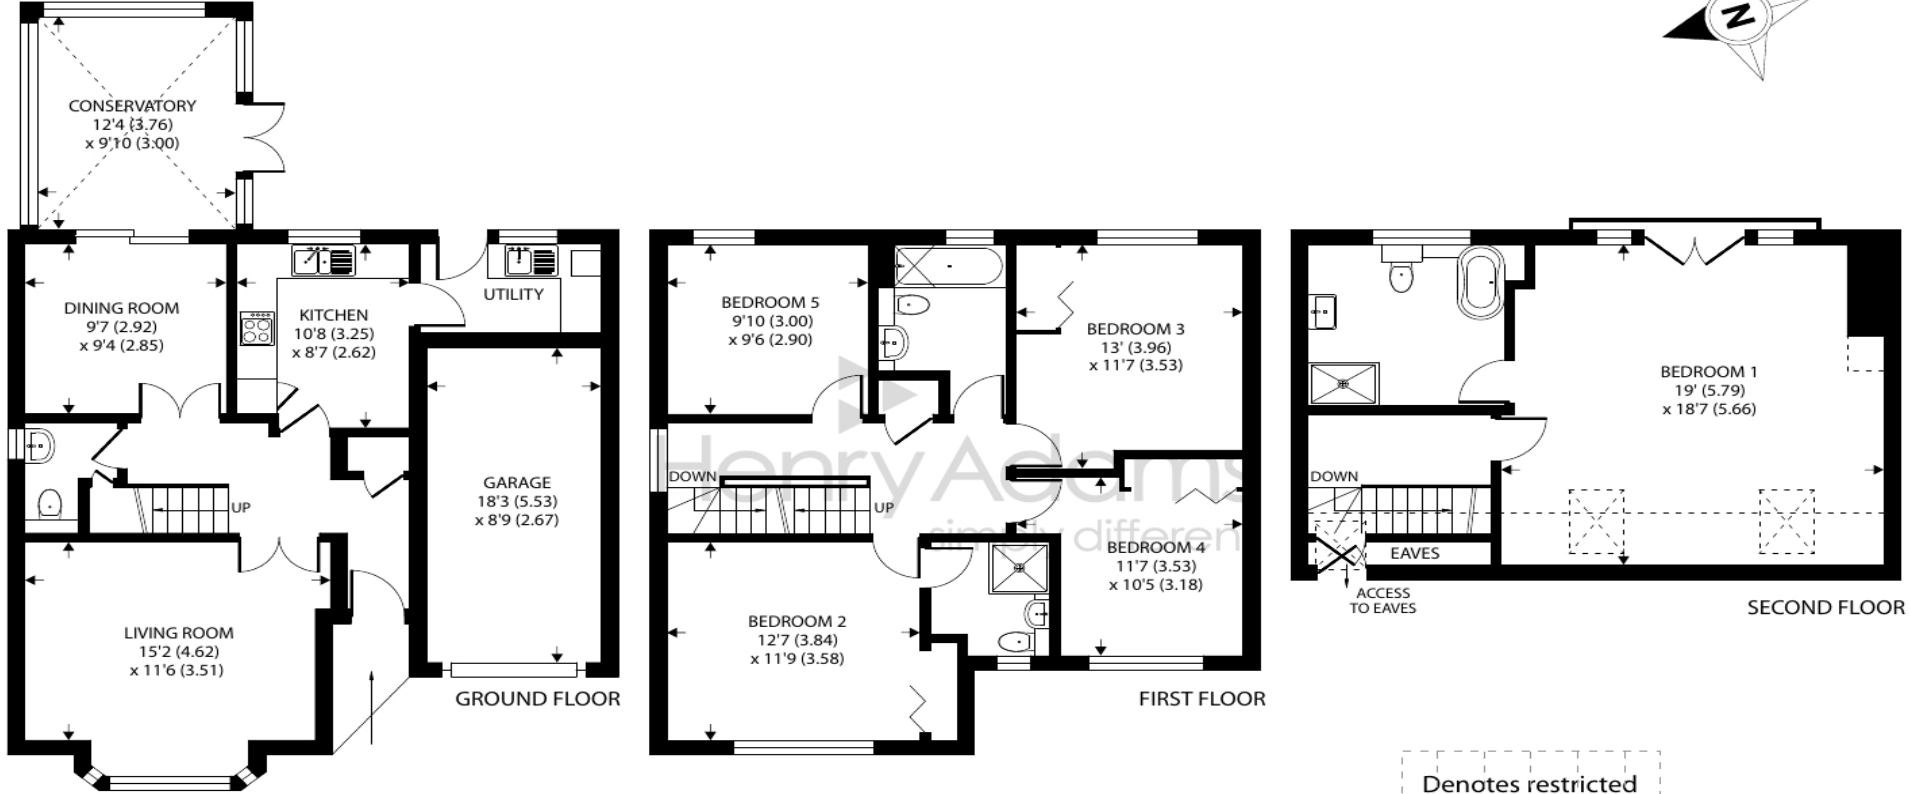 N
CONSERVATORY
12'4 (3.76)
x 9'10 (3.00)
DINING ROOM
9'7 (2.92)
x 9'4 (2.85)
KITCHEN
10'8 (3.25)
x 8'7 (2.62)
UTILITY
GARAGE
18'3 (5.53)
x 8'9 (2.67)
UP
LIVING ROOM
15'2 (4.62)
x 11'6 (3.51)
GROUND FLOOR
BEDROOM 5
9'10 (3.00)
x 9'6 (2.90)
BEDROOM 3
13' (3.96)
x 11'7 (3.53)
Henry Adams
simply different
DOWN
UP
BEDROOM 4
11'7 (3.53)
x 10'5 (3.18)
BEDROOM 2
12'7 (3.84)
x 11'9 (3.58)
FIRST FLOOR
BEDROOM 1
19' (5.79)
x 18'7 (5.66)
DOWN
EAVES
ACCESS
TO EAVES
SECOND FLOOR
Denotes restricted